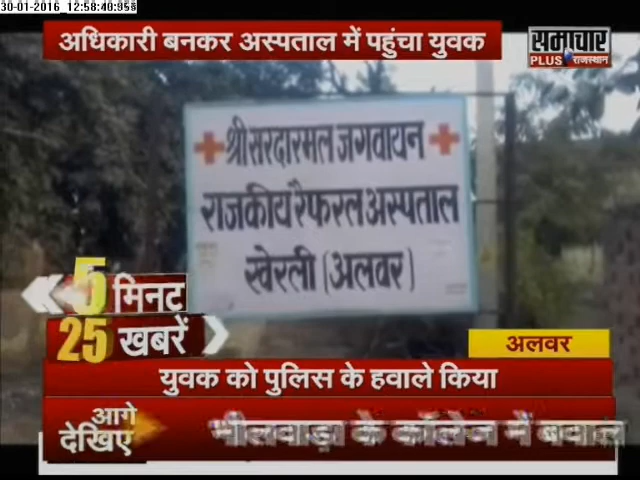 30-01-2016 12:58:40:953
अधिकारी बनकर अस्पताल में पहुंचा युवक
समाचार
PLUS राजस्थान
श्री सरदारमल जगवायन
राजकीय रैफरल अस्पताल
खेरली (अलवर)
5 मिनट
25 खबरें
अलवर
युवक को पुलिस के हवाले किया
आगे
देखिए
भीलवाड़ा के कॉलेज में बवाल